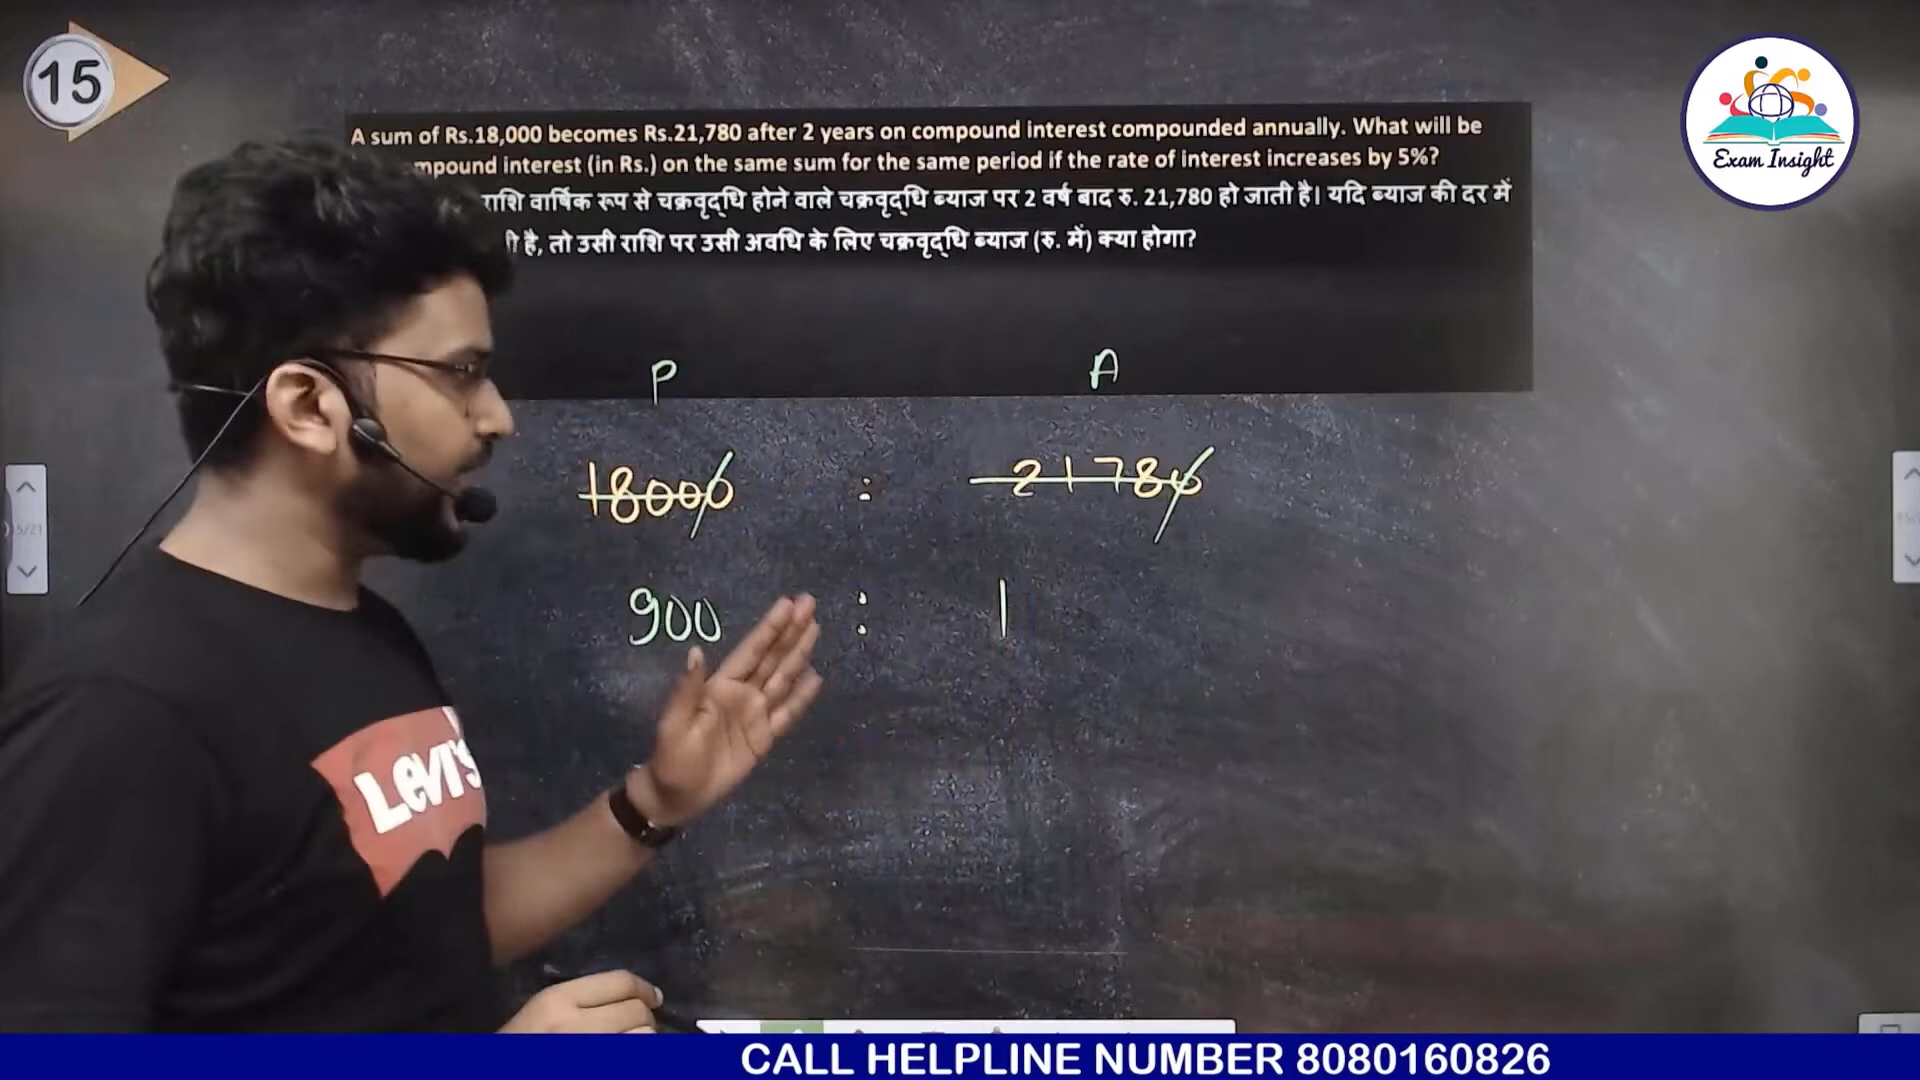 15
A sum of Rs.18,000 becomes Rs.21,780 after 2 years on compound interest compounded annually. What will be
mpound interest (in Rs.) on the same sum for the same period if the rate of interest increases by 5%?
राशि वार्षिक रूप से चक्रवृद्धि होने वाले चक्रवृद्धि ब्याज पर 2 वर्ष बाद रु. 21,780 हो जाती है। यदि ब्याज की दर में
है, तो उसी राशि पर उसी अवधि के लिए चक्रवृद्धि ब्याज (रु. में) क्या होगा?
Exam Insight
P A
18000 : 21780
900 : 1
5/21
Levi's
CALL HELPLINE NUMBER 8080160826